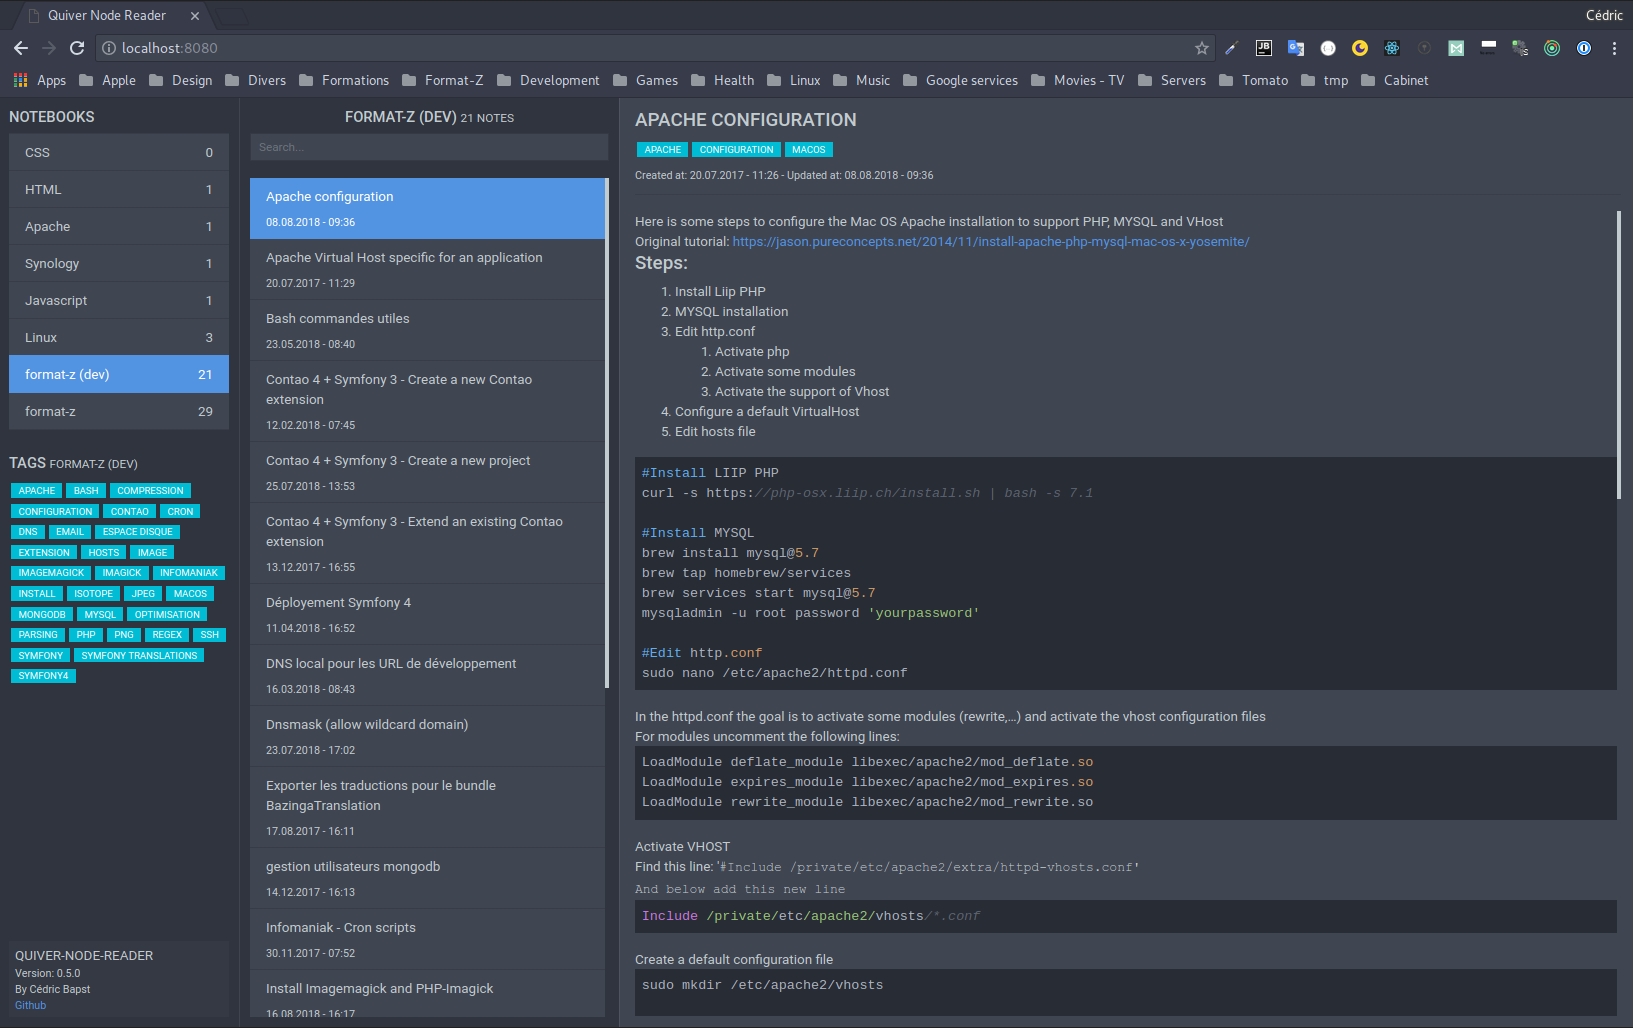 Quiver Node Reader
Cédric
localhost:8080
Apps Apple Design Divers Formations Format-Z Development Games Health Linux Music Google services Movies - TV Servers Tomato tmp Cabinet
NOTEBOOKS
CSS 0
HTML 1
Apache 1
Synology 1
Javascript 1
Linux 3
format-z (dev) 21
format-z 29
TAGS FORMAT-Z (DEV)
APACHE BASH COMPRESSION
CONFIGURATION CONTAO CRON
DNS EMAIL ESPACE DISQUE
EXTENSION HOSTS IMAGE
IMAGEMAGICK IMAGICK INFOMANIAK
INSTALL ISOTOPE JPEG MACOS
MONGODB MYSQL OPTIMISATION
PARSING PHP PNG REGEX SSH
SYMFONY SYMFONY TRANSLATIONS
SYMFONY4
QUIVER-NODE-READER
Version: 0.5.0
By Cédric Bapst
Github
FORMAT-Z (DEV) 21 NOTES
Search...
Apache configuration
08.08.2018 - 09:36
Apache Virtual Host specific for an application
20.07.2017 - 11:29
Bash commandes utiles
23.05.2018 - 08:40
Contao 4 + Symfony 3 - Create a new Contao
extension
12.02.2018 - 07:45
Contao 4 + Symfony 3 - Create a new project
25.07.2018 - 13:53
Contao 4 + Symfony 3 - Extend an existing Contao
extension
13.12.2017 - 16:55
Déployement Symfony 4
11.04.2018 - 16:52
DNS local pour les URL de développement
16.03.2018 - 08:43
Dnsmask (allow wildcard domain)
23.07.2018 - 17:02
Exporter les traductions pour le bundle
BazingaTranslation
17.08.2017 - 16:11
gestion utilisateurs mongodb
14.12.2017 - 16:13
Infomaniak - Cron scripts
30.11.2017 - 07:52
Install Imagemagick and PHP-Imagick
16.08.2018 - 16:17
APACHE CONFIGURATION
APACHE CONFIGURATION MACOS
Created at: 20.07.2017 - 11:26 - Updated at: 08.08.2018 - 09:36
Here is some steps to configure the Mac OS Apache installation to support PHP, MYSQL and VHost
Original tutorial: https://jason.pureconcepts.net/2014/11/install-apache-php-mysql-mac-os-x-yosemite/
Steps:
1. Install Liip PHP
2. MYSQL installation
3. Edit http.conf
1. Activate php
2. Activate some modules
3. Activate the support of Vhost
4. Configure a default VirtualHost
5. Edit hosts file
#Install LIIP PHP
curl -s https://php-osx.liip.ch/install.sh | bash -s 7.1
#Install MYSQL
brew install mysql@5.7
brew tap homebrew/services
brew services start mysql@5.7
mysqladmin -u root password 'yourpassword'
#Edit http.conf
sudo nano /etc/apache2/httpd.conf
In the httpd.conf the goal is to activate some modules (rewrite,...) and activate the vhost configuration files
For modules uncomment the following lines:
LoadModule deflate_module libexec/apache2/mod_deflate.so
LoadModule expires_module libexec/apache2/mod_expires.so
LoadModule rewrite_module libexec/apache2/mod_rewrite.so
Activate VHOST
Find this line: '#Include /private/etc/apache2/extra/httpd-vhosts.conf'
And below add this new line
Include /private/etc/apache2/vhosts/*.conf
Create a default configuration file
sudo mkdir /etc/apache2/vhosts